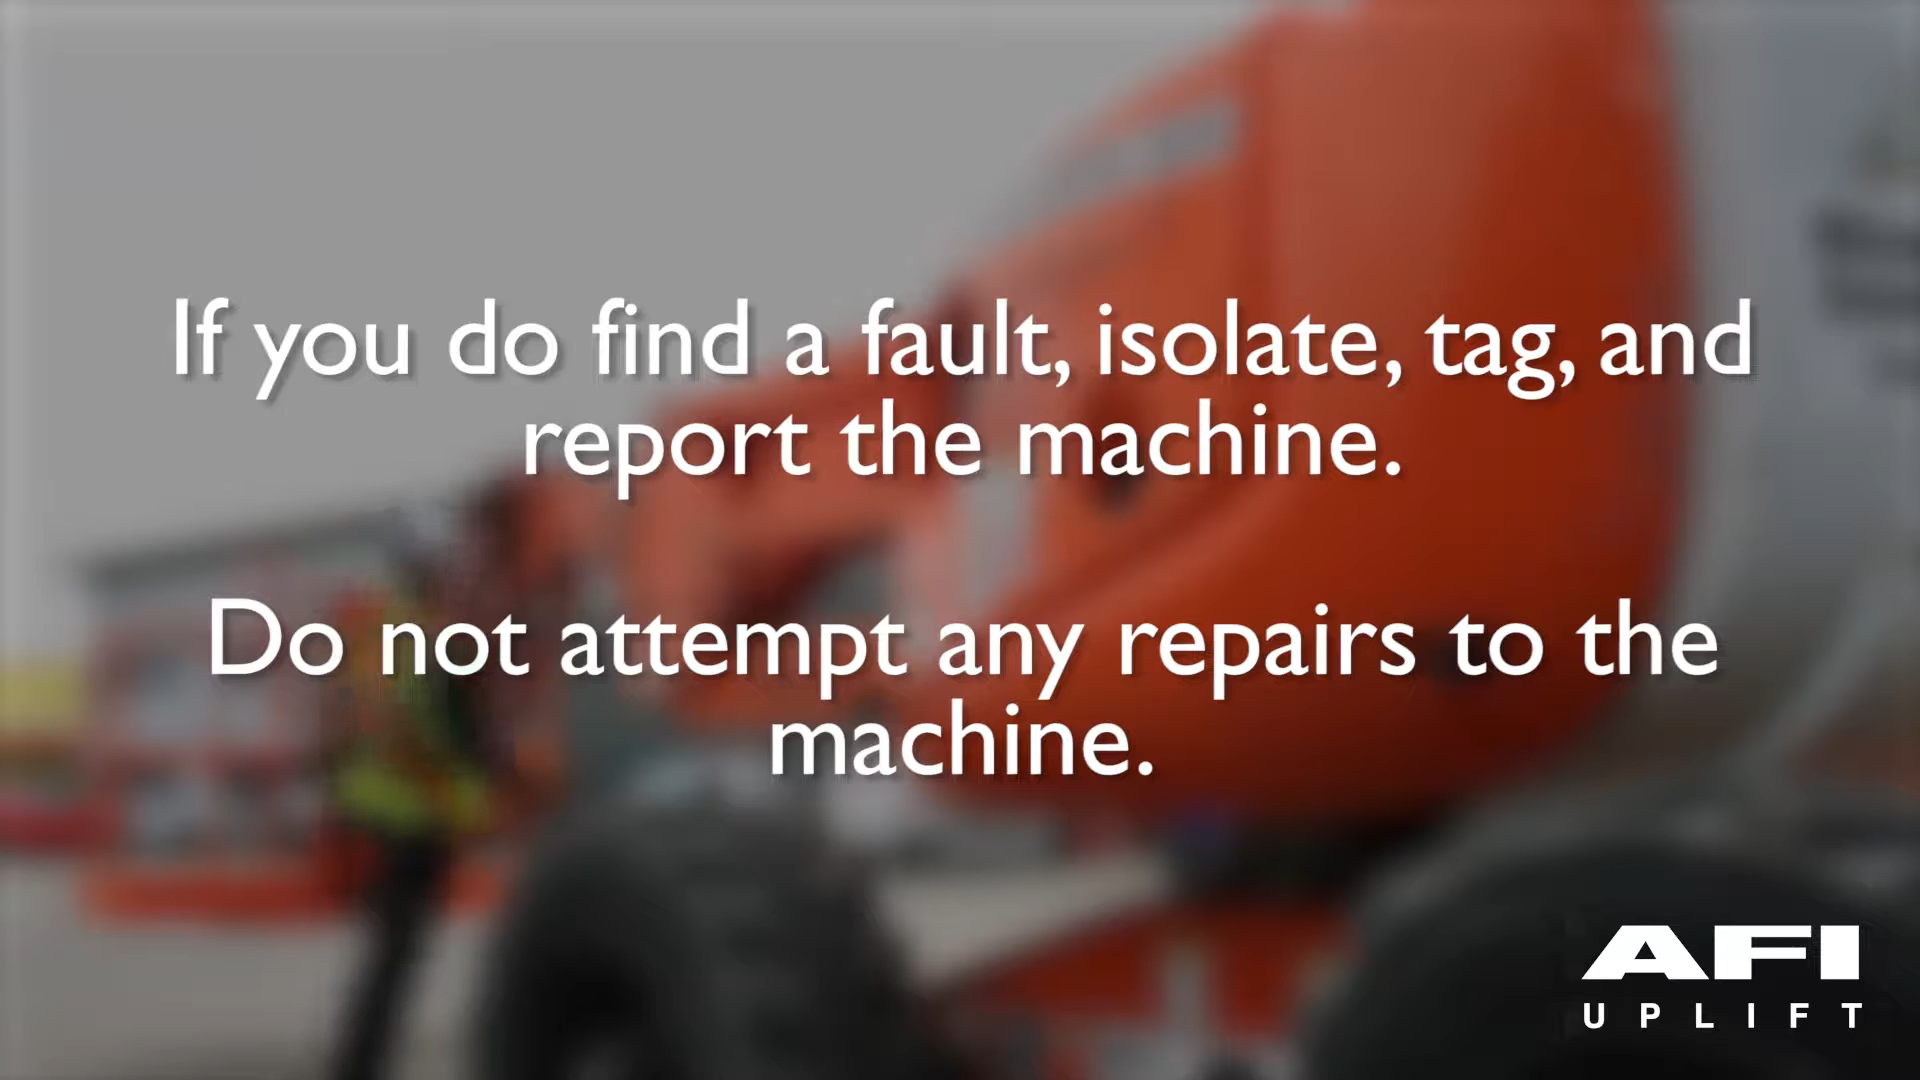 If you do find a fault, isolate, tag, and
report the machine.
Do not attempt any repairs to the
machine.
AFI
UPLIFT